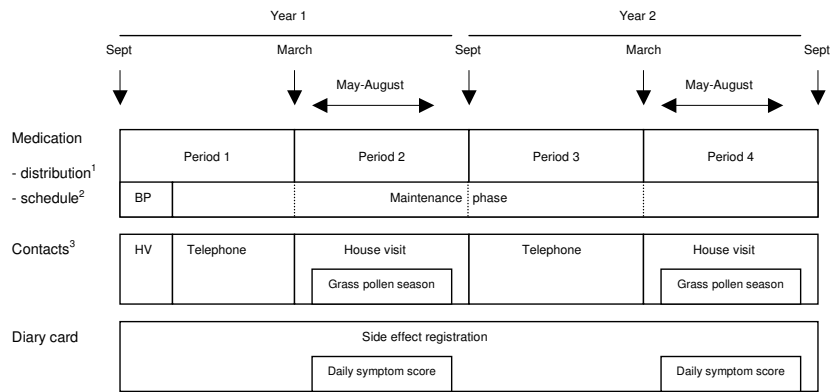 Year 1 Year 2
Sept March Sept March Sept
May-August May-August
Medication
Period 1 Period 2 Period 3 Period 4
- distribution1
- schedule2 BP Maintenance phase
Contacts3 HV Telephone House visit Telephone House visit
Grass pollen season Grass pollen season
Diary card Side effect registration
Daily symptom score Daily symptom score